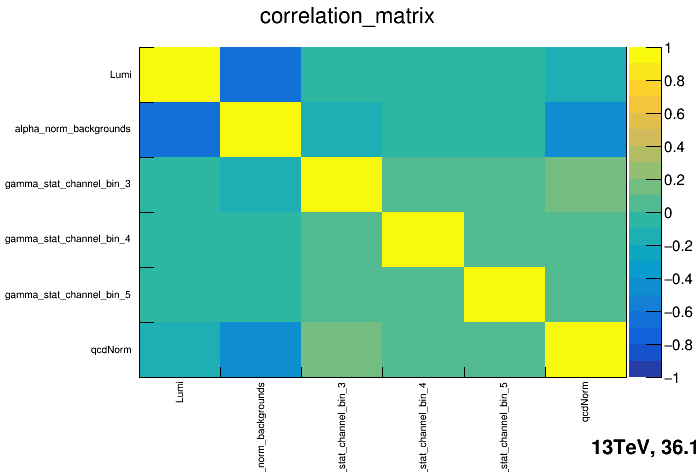 correlation_matrix
Lumi
alpha_norm_backgrounds
gamma_stat_channel_bin_3
gamma_stat_channel_bin_4
gamma_stat_channel_bin_5
qcdNorm
1
0.8
0.6
0.4
0.2
0
−0.2
−0.4
−0.6
−0.8
−1
Lumi
_norm_backgrounds
_stat_channel_bin_3
_stat_channel_bin_4
_stat_channel_bin_5
qcdNorm
13TeV, 36.1